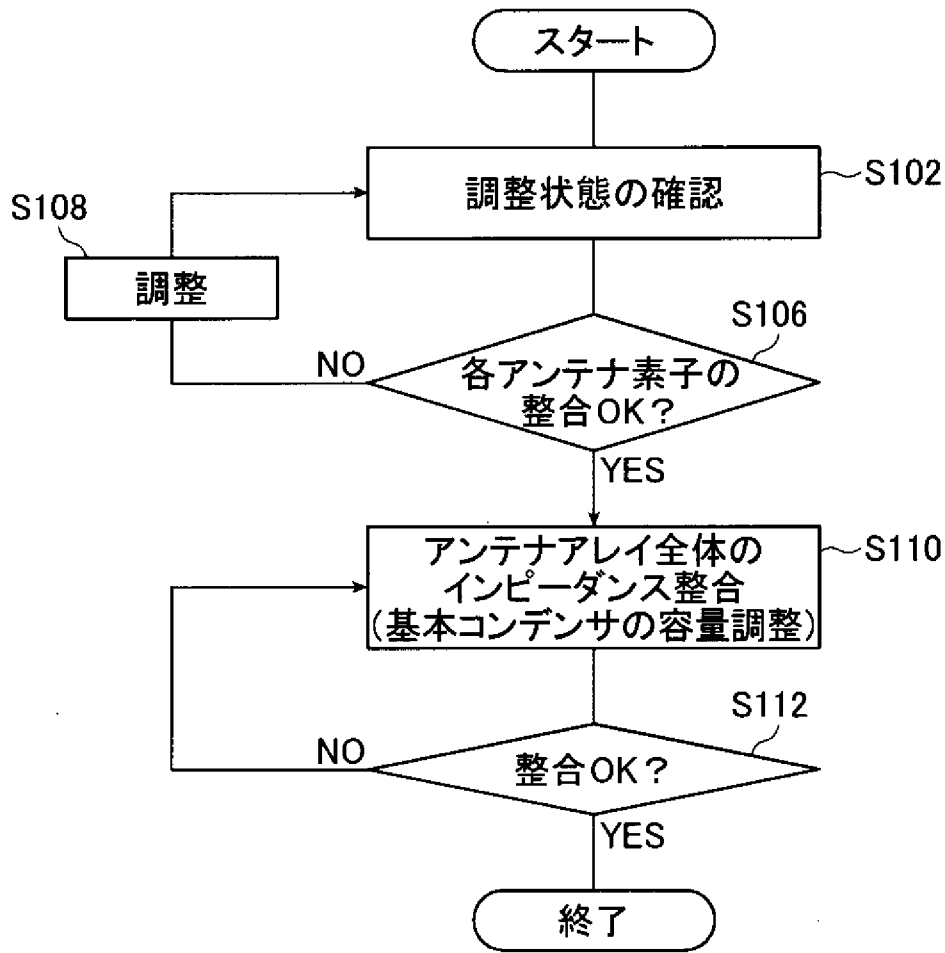 スタート
調整状態の確認
S102
S108
調整
S106
各アンテナ素子の
整合OK？
NO
YES
アンテナアレイ全体の
インピーダンス整合
（基本コンデンサの容量調整）
S110
S112
整合OK？
NO
YES
終了